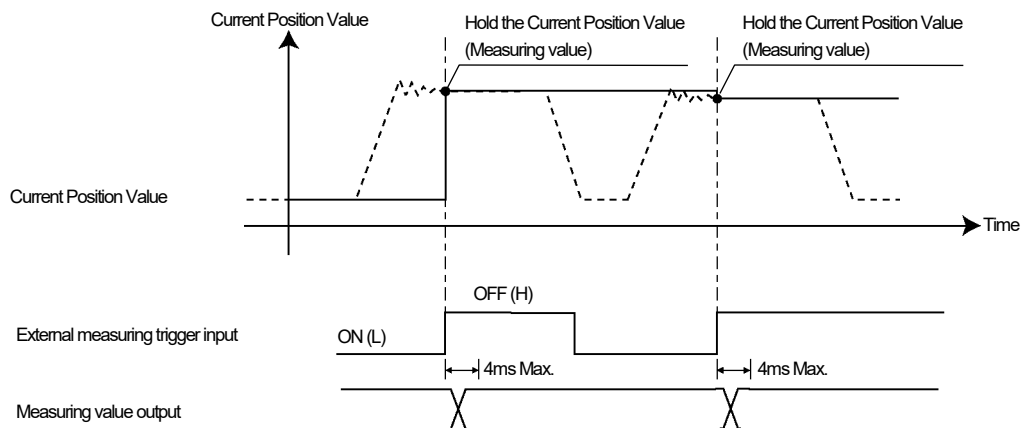 Current Position Value
Hold the Current Position Value
(Measuring value)
Hold the Current Position Value
(Measuring value)
Current Position Value
Time
OFF (H)
External measuring trigger input
ON (L)
4ms Max.
4ms Max.
Measuring value output